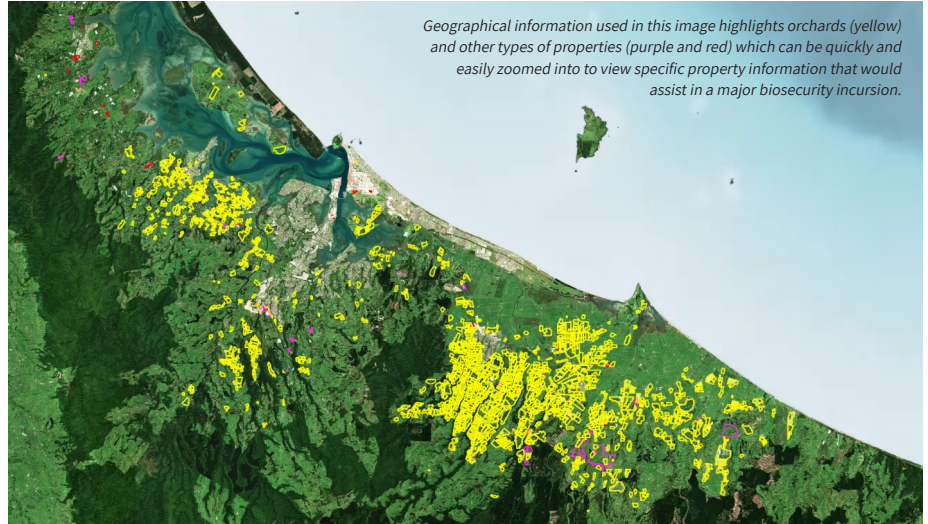 Geographical information used in this image highlights orchards (yellow)
and other types of properties (purple and red) which can be quickly and
easily zoomed into to view specific property information that would
assist in a major biosecurity incursion.